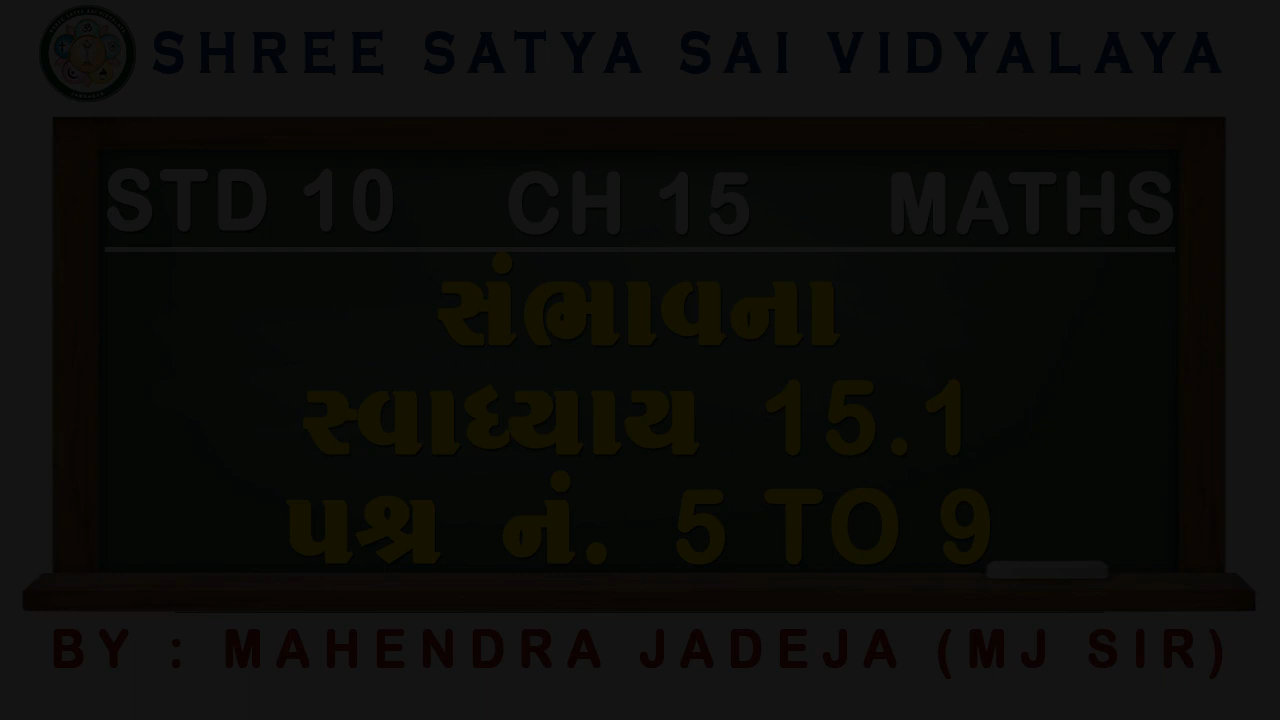 SHREE SATYA SAI VIDYALAYA
STD 10 CH 15 MATHS
સંભાવના
સ્વાધ્યાય 15.1
પશ્ન નં. 5 TO 9
BY : MAHENDRA JADEJA (MJ SIR)